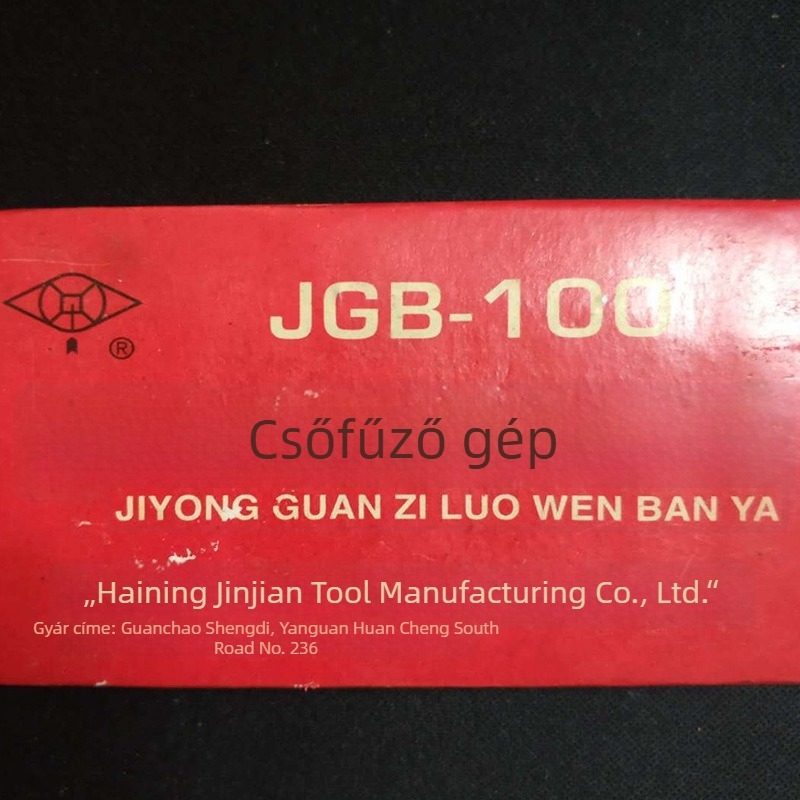 ®
JGB-100
Csőfűző gép
JIYONG GUAN ZI LUO WEN BAN YA
„Haining Jinjian Tool Manufacturing Co., Ltd.“
Gyár címe: Guanchao Shengdi, Yanguan Huan Cheng South
Road No. 236